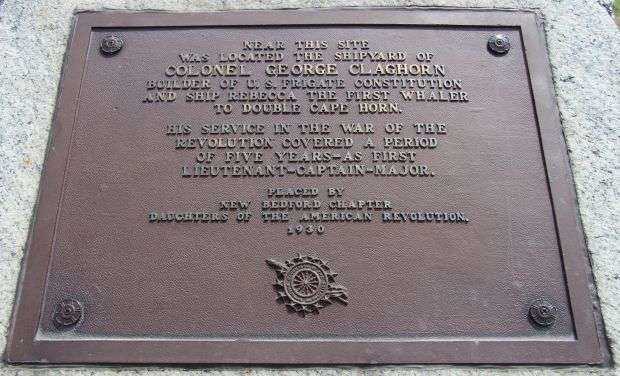 NEAR THIS SITE
WAS LOCATED THE SHIPYARD OF
COLONEL GEORGE CLAGHORN
BUILDER OF U.S. FRIGATE CONSTITUTION
AND SHIP REBECCA THE FIRST WHALER
TO DOUBLE CAPE HORN.
HIS SERVICE IN THE WAR OF THE
REVOLUTION COVERED A PERIOD
OF FIVE YEARS-AS FIRST
LIEUTENANT-CAPTAIN-MAJOR.
PLACED BY
NEW BEDFORD CHAPTER
DAUGHTERS OF THE AMERICAN REVOLUTION.
1930